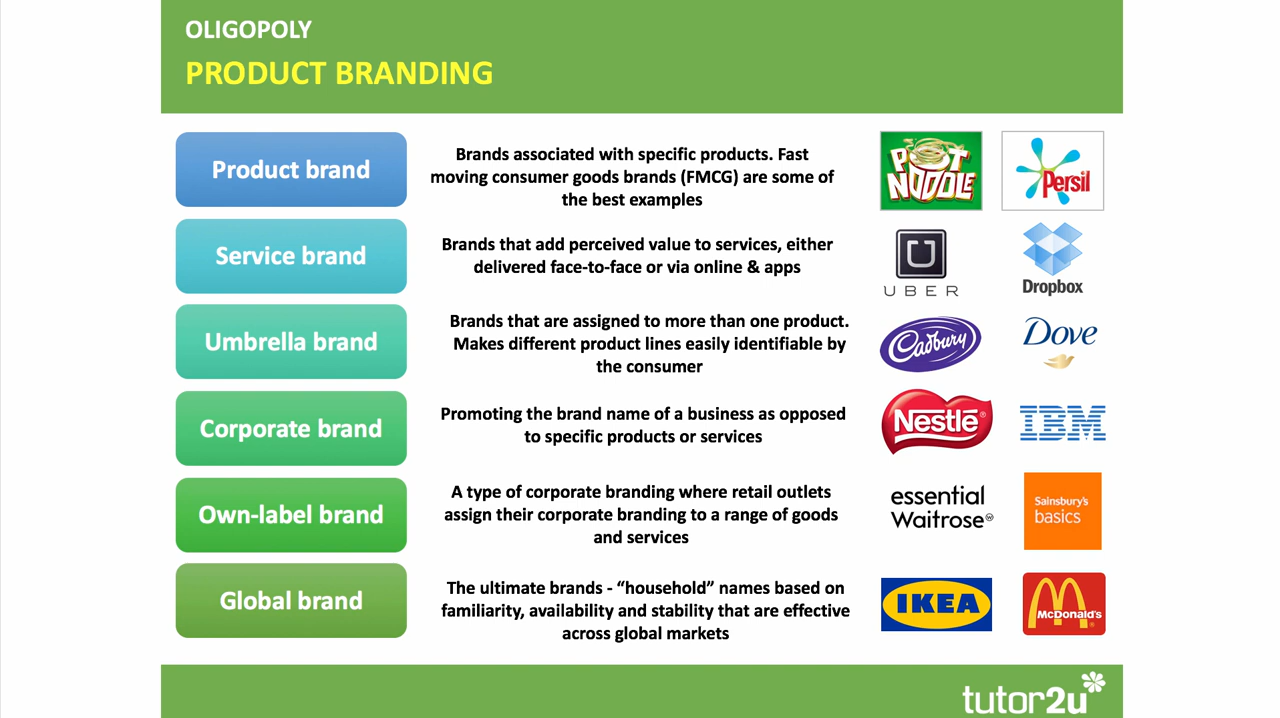 OLIGOPOLY
PRODUCT BRANDING
Product brand
Brands associated with specific products. Fast
moving consumer goods brands (FMCG) are some of
the best examples
POT
NOODLE
Persil
Service brand
Brands that add perceived value to services, either
delivered face-to-face or via online & apps
U
UBER
Dropbox
Umbrella brand
Brands that are assigned to more than one product.
Makes different product lines easily identifiable by
the consumer
Cadbury
Dove
Corporate brand
Promoting the brand name of a business as opposed
to specific products or services
Nestlé®
IBM
Own-label brand
A type of corporate branding where retail outlets
assign their corporate branding to a range of goods
and services
essential
Waitrose
Sainsbury's
basics
Global brand
The ultimate brands - “household” names based on
familiarity, availability and stability that are effective
across global markets
IKEA
McDonald's
tutor2u